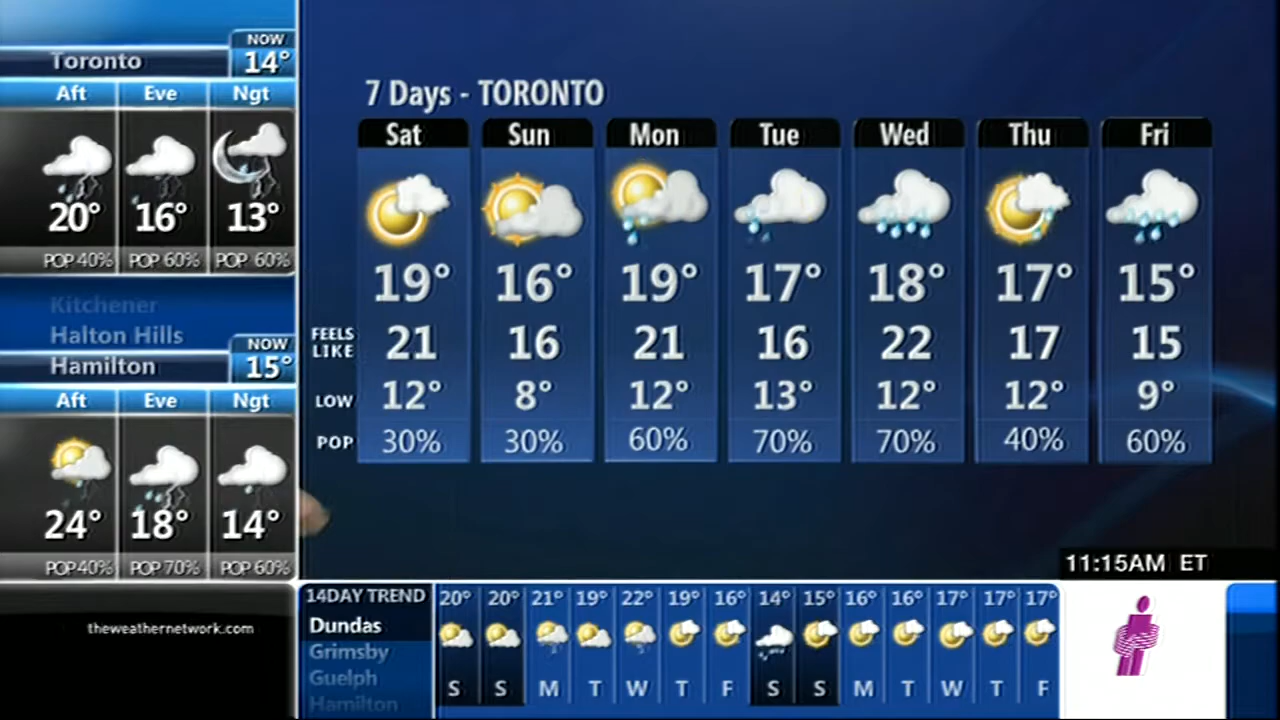 Toronto
NOW
14°
Aft Eve Ngt
20° 16° 13°
POP 40% POP 60% POP 60%
Kitchener
Halton Hills
Hamilton
NOW
15°
Aft Eve Ngt
24° 18° 14°
POP 40% POP 70% POP 60%
theweathernetwork.com
7 Days - TORONTO
Sat Sun Mon Tue Wed Thu Fri
19° 16° 19° 17° 18° 17° 15°
FEELS LIKE 21 16 21 16 22 17 15
LOW 12° 8° 12° 13° 12° 12° 9°
POP 30% 30% 60% 70% 70% 40% 60%
11:15AM ET
14DAY TREND
Dundas
Grimsby
Guelph
Hamilton
20° 20° 21° 19° 22° 19° 16° 14° 15° 16° 16° 17° 17° 17°
S S M T W T F S S M T W T F